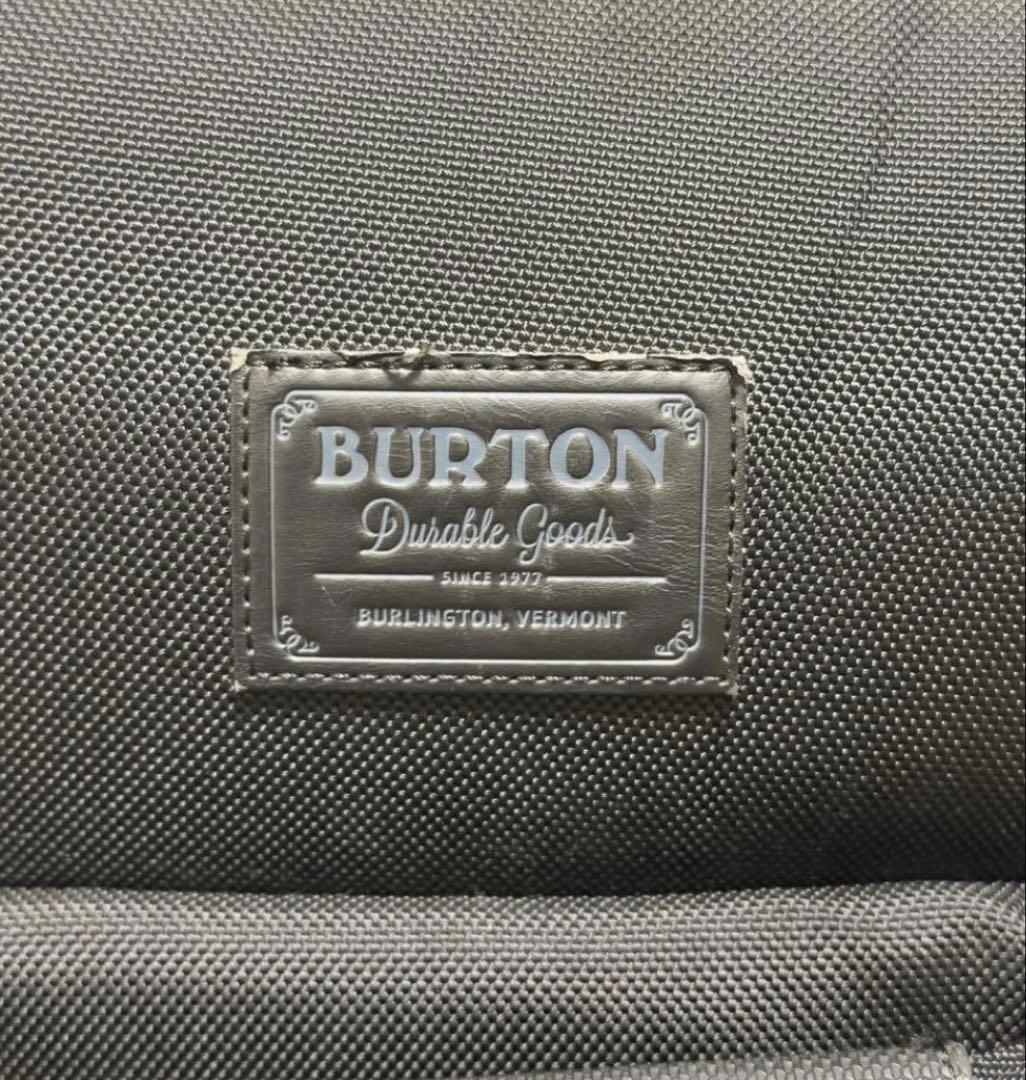 BURTON
Durable Goods
SINCE 1977
BURLINGTON, VERMONT